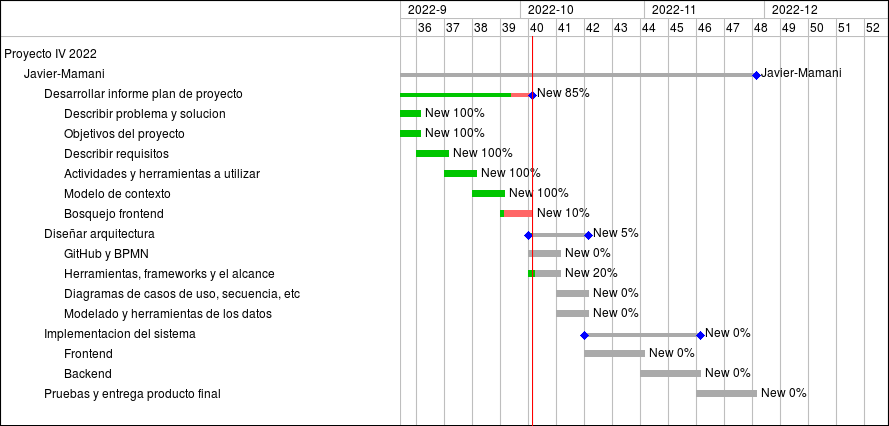 2022-9 2022-10 2022-11 2022-12
36 37 38 39 40 41 42 43 44 45 46 47 48 49 50 51 52
Proyecto IV 2022
Javier-Mamani Javier-Mamani
Desarrollar informe plan de proyecto New 85%
Describir problema y solucion New 100%
Objetivos del proyecto New 100%
Describir requisitos New 100%
Actividades y herramientas a utilizar New 100%
Modelo de contexto New 100%
Bosquejo frontend New 10%
Diseñar arquitectura New 5%
GitHub y BPMN New 0%
Herramientas, frameworks y el alcance New 20%
Diagramas de casos de uso, secuencia, etc New 0%
Modelado y herramientas de los datos New 0%
Implementacion del sistema New 0%
Frontend New 0%
Backend New 0%
Pruebas y entrega producto final New 0%